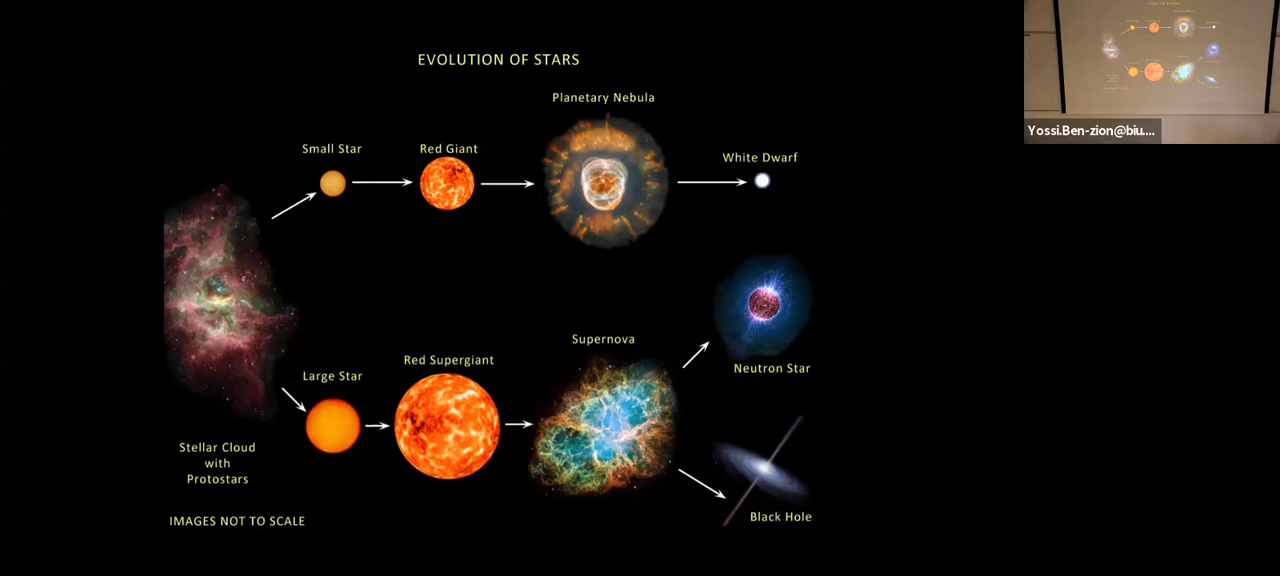 EVOLUTION OF STARS
Planetary Nebula
Small Star
Red Giant
White Dwarf
Supernova
Red Supergiant
Large Star
Neutron Star
Stellar Cloud
with
Protostars
Black Hole
IMAGES NOT TO SCALE
Yossi.Ben-zion@biu....